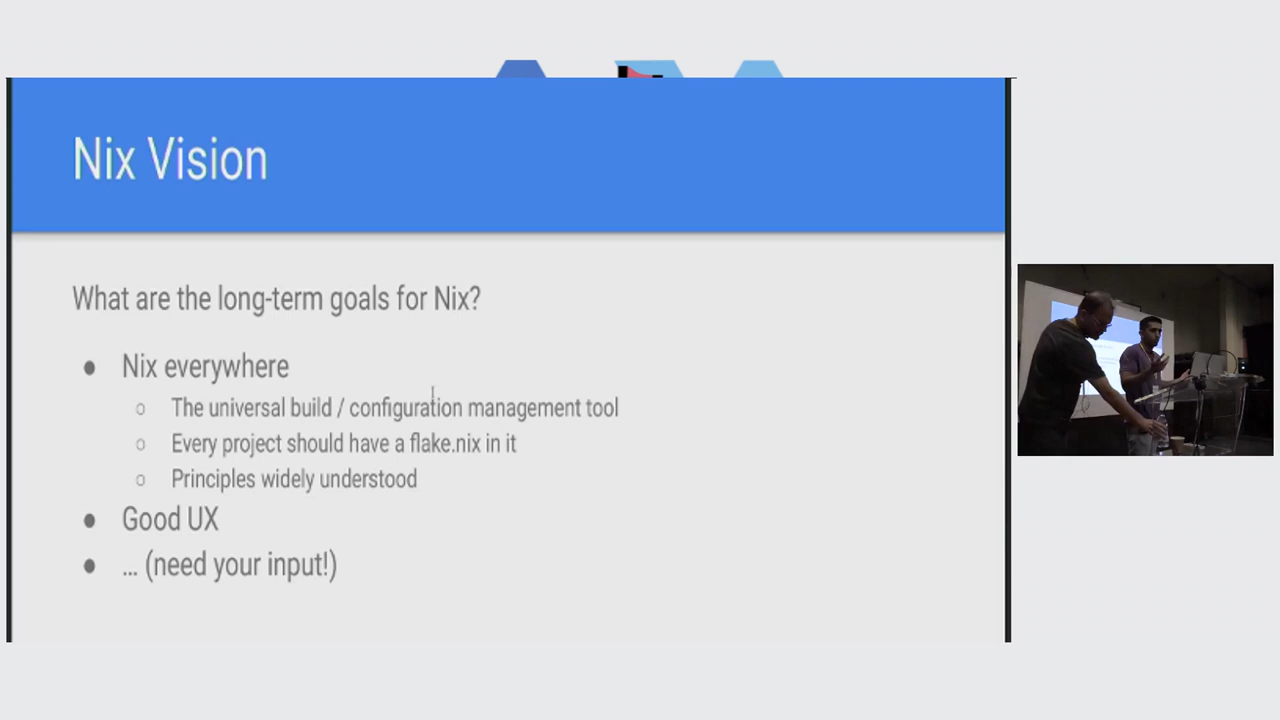 Nix Vision
What are the long-term goals for Nix?
● Nix everywhere
○ The universal build / configuration management tool
○ Every project should have a flake.nix in it
○ Principles widely understood
● Good UX
● … (need your input!)